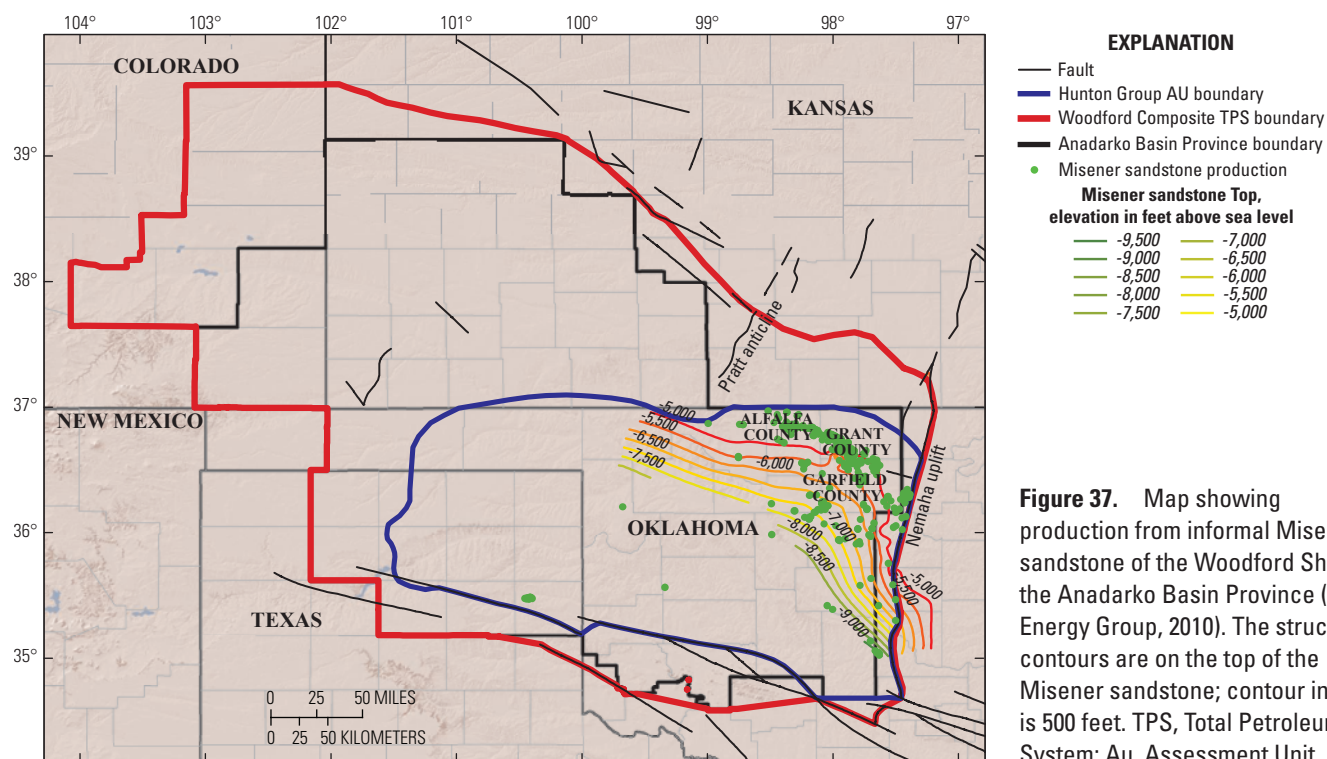 104° 103° 102° 101° 100° 99° 98° 97°
COLORADO
KANSAS
39°
38°
Pratt anticline
37°
NEW MEXICO
-5,000
-5,500
-6,500
-7,500
ALFALFA
COUNTY
GRANT
COUNTY
-6,000
GARFIELD
COUNTY
-7,000
-8,000
-8,500
-9,000
-5,500
-5,000
Nemaha uplift
36°
OKLAHOMA
TEXAS
35°
0 25 50 MILES
0 25 50 KILOMETERS
EXPLANATION
Fault
Hunton Group AU boundary
Woodford Composite TPS boundary
Anadarko Basin Province boundary
Misener sandstone production
Misener sandstone Top,
elevation in feet above sea level
-9,500 -7,000
-9,000 -6,500
-8,500 -6,000
-8,000 -5,500
-7,500 -5,000
Figure 37. Map showing
production from informal Mise
sandstone of the Woodford Sh
the Anadarko Basin Province (
Energy Group, 2010). The struc
contours are on the top of the
Misener sandstone; contour in
is 500 feet. TPS, Total Petroleu
System; Au, Assessment Unit